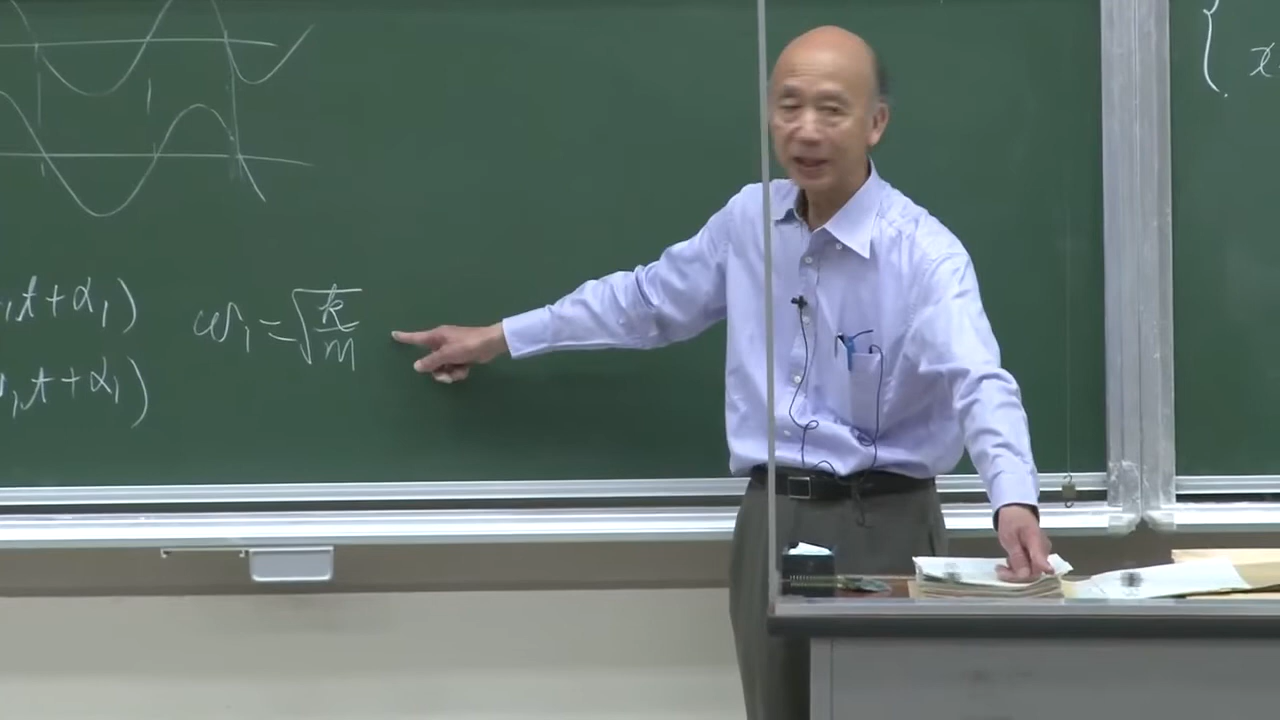 ₁t + α₁)
ω₁ = √(k/m)
₁t + α₁)
{ x